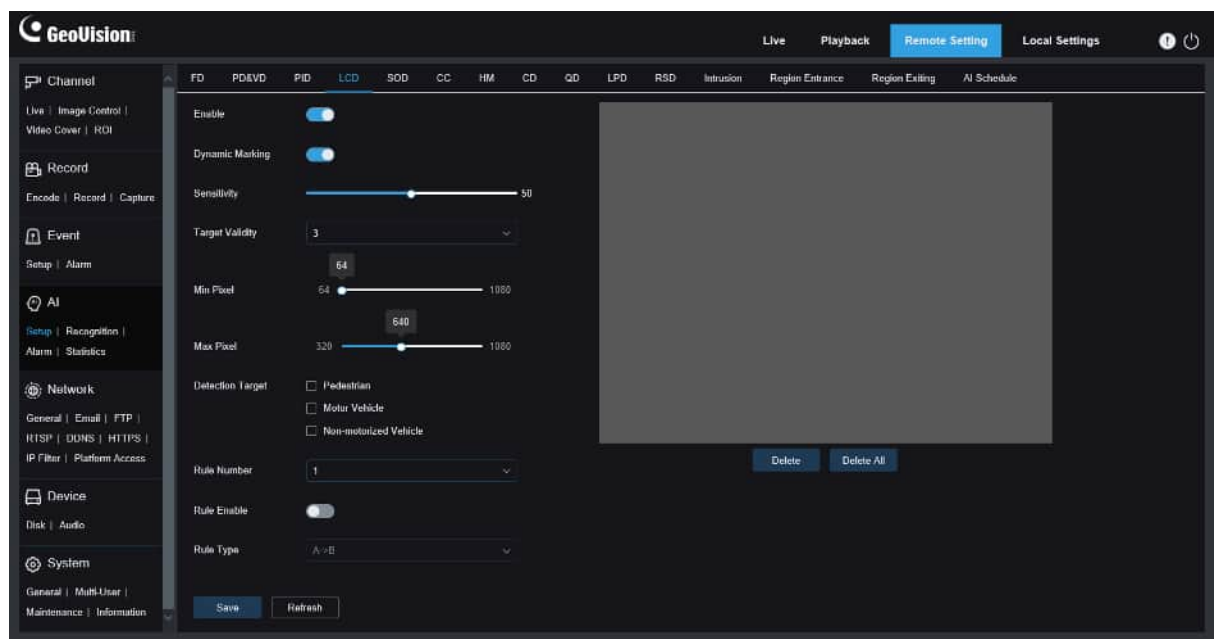 GeoVision
Live Playback Remote Setting Local Settings
Channel
Live | Image Control |
Video Cover | ROI
Record
Encode | Record | Capture
Event
Setup | Alarm
AI
Setup | Recognition |
Alarm | Statistics
Network
General | Email | FTP |
RTSP | DDNS | HTTPS |
IP Filter | Platform Access
Device
Disk | Audio
System
General | Multi-User |
Maintenance | Information
FD PD&VD PID LCD SOD CC HM CD QD LPD RSD Intrusion Region Entrance Region Exiting AI Schedule
Enable
Dynamic Marking
Sensitivity 50
Target Validity 3
64
Min Pixel 64 1080
640
Max Pixel 320 1080
Detection Target Pedestrian
Motor Vehicle
Non-motorized Vehicle
Rule Number 1
Rule Enable
Rule Type A->B
Save Refresh
Delete Delete All